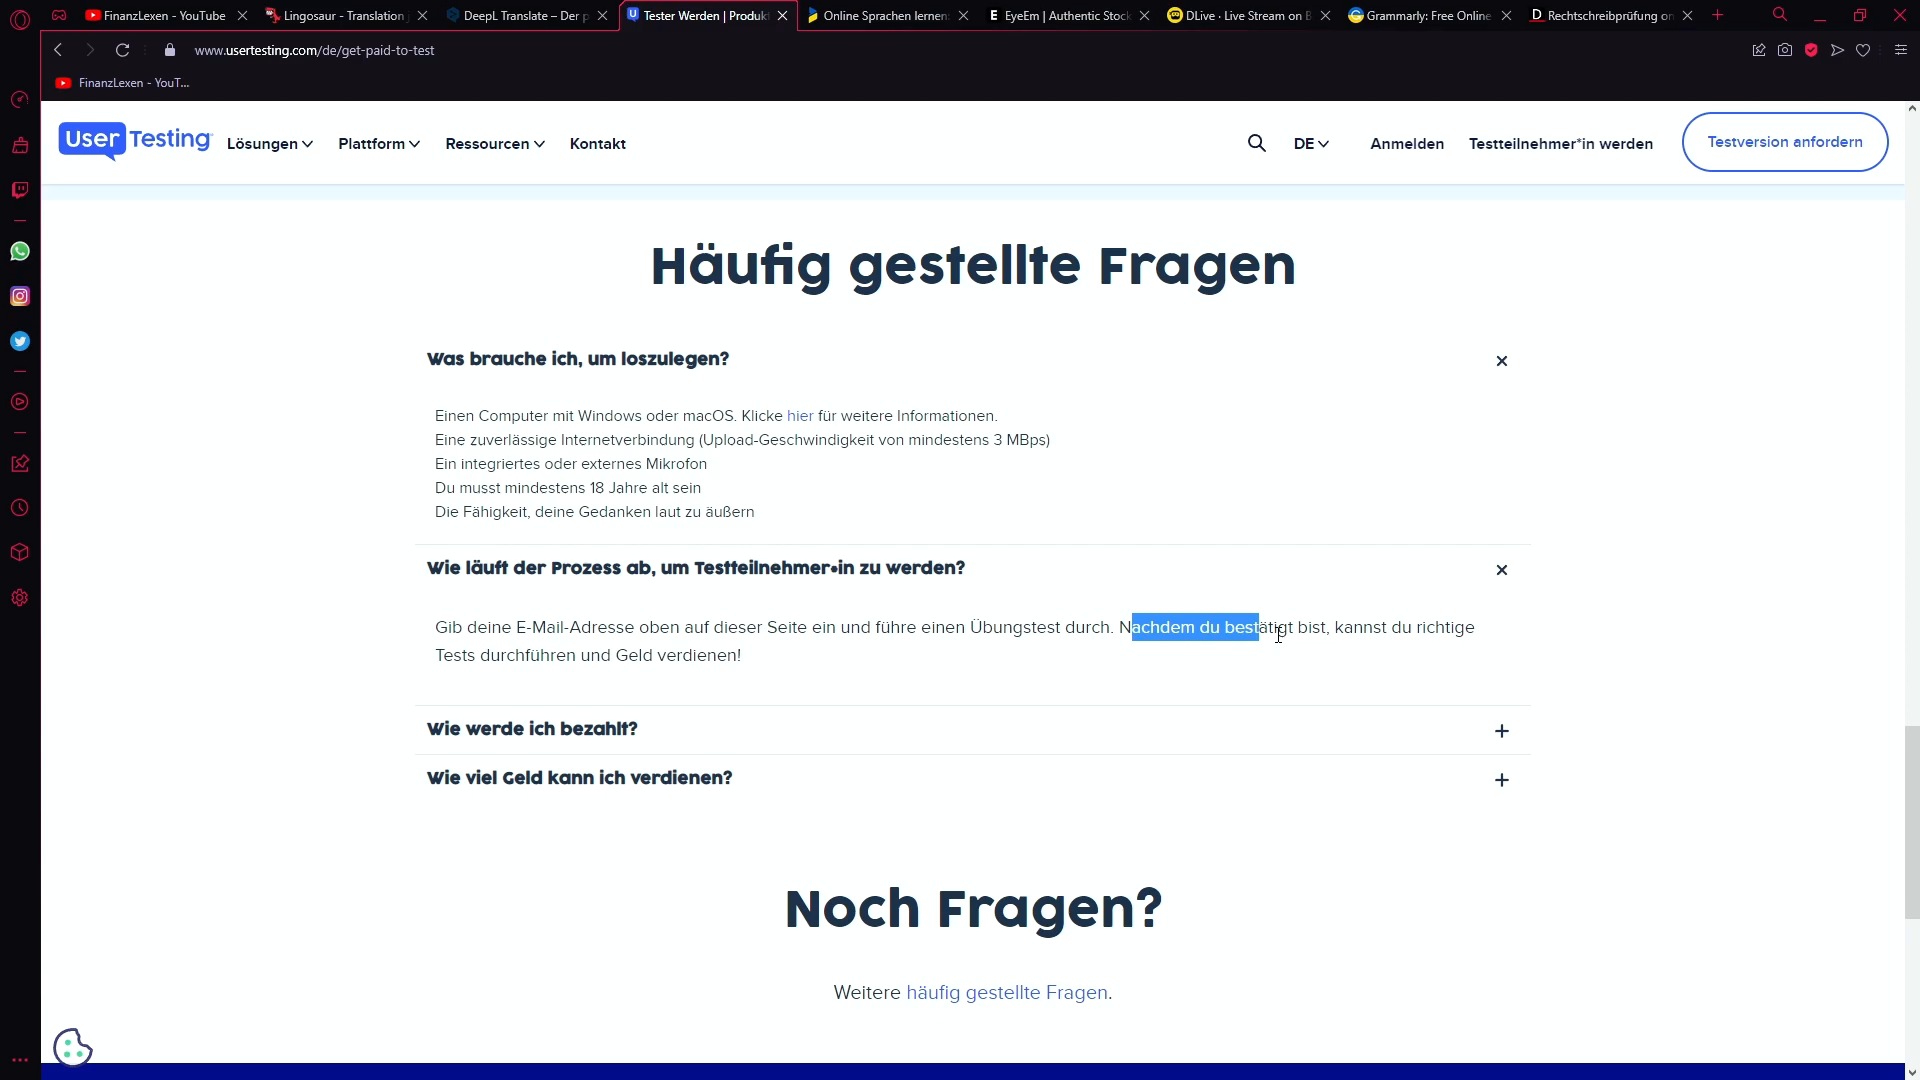 FinanzLexen - YouTube
Lingosaur - Translation
DeepL Translate – Der p
Tester Werden | Produkt
Online Sprachen lernen:
EyeEm | Authentic Stock
DLive · Live Stream on B
Grammarly: Free Online
Rechtschreibprüfung on
www.usertesting.com/de/get-paid-to-test
FinanzLexen - YouT...
UserTesting
Lösungen
Plattform
Ressourcen
Kontakt
DE
Anmelden
Testteilnehmer*in werden
Testversion anfordern
Häufig gestellte Fragen
Was brauche ich, um loszulegen?
Einen Computer mit Windows oder macOS. Klicke hier für weitere Informationen.
Eine zuverlässige Internetverbindung (Upload-Geschwindigkeit von mindestens 3 MBps)
Ein integriertes oder externes Mikrofon
Du musst mindestens 18 Jahre alt sein
Die Fähigkeit, deine Gedanken laut zu äußern
Wie läuft der Prozess ab, um Testteilnehmer•in zu werden?
Gib deine E-Mail-Adresse oben auf dieser Seite ein und führe einen Übungstest durch. Nachdem du bestätigt bist, kannst du richtige
Tests durchführen und Geld verdienen!
Wie werde ich bezahlt?
Wie viel Geld kann ich verdienen?
Noch Fragen?
Weitere häufig gestellte Fragen.